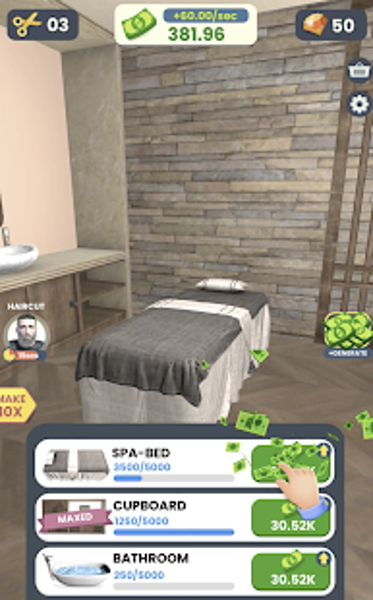 03
+60.00/sec
381.96
50
HAIRCUT
+GENERATE
MAKE
10X
SPA-BED
3500/5000
CUPBOARD
MAXED
1250/5000
30.52K
BATHROOM
250/5000
30.52K